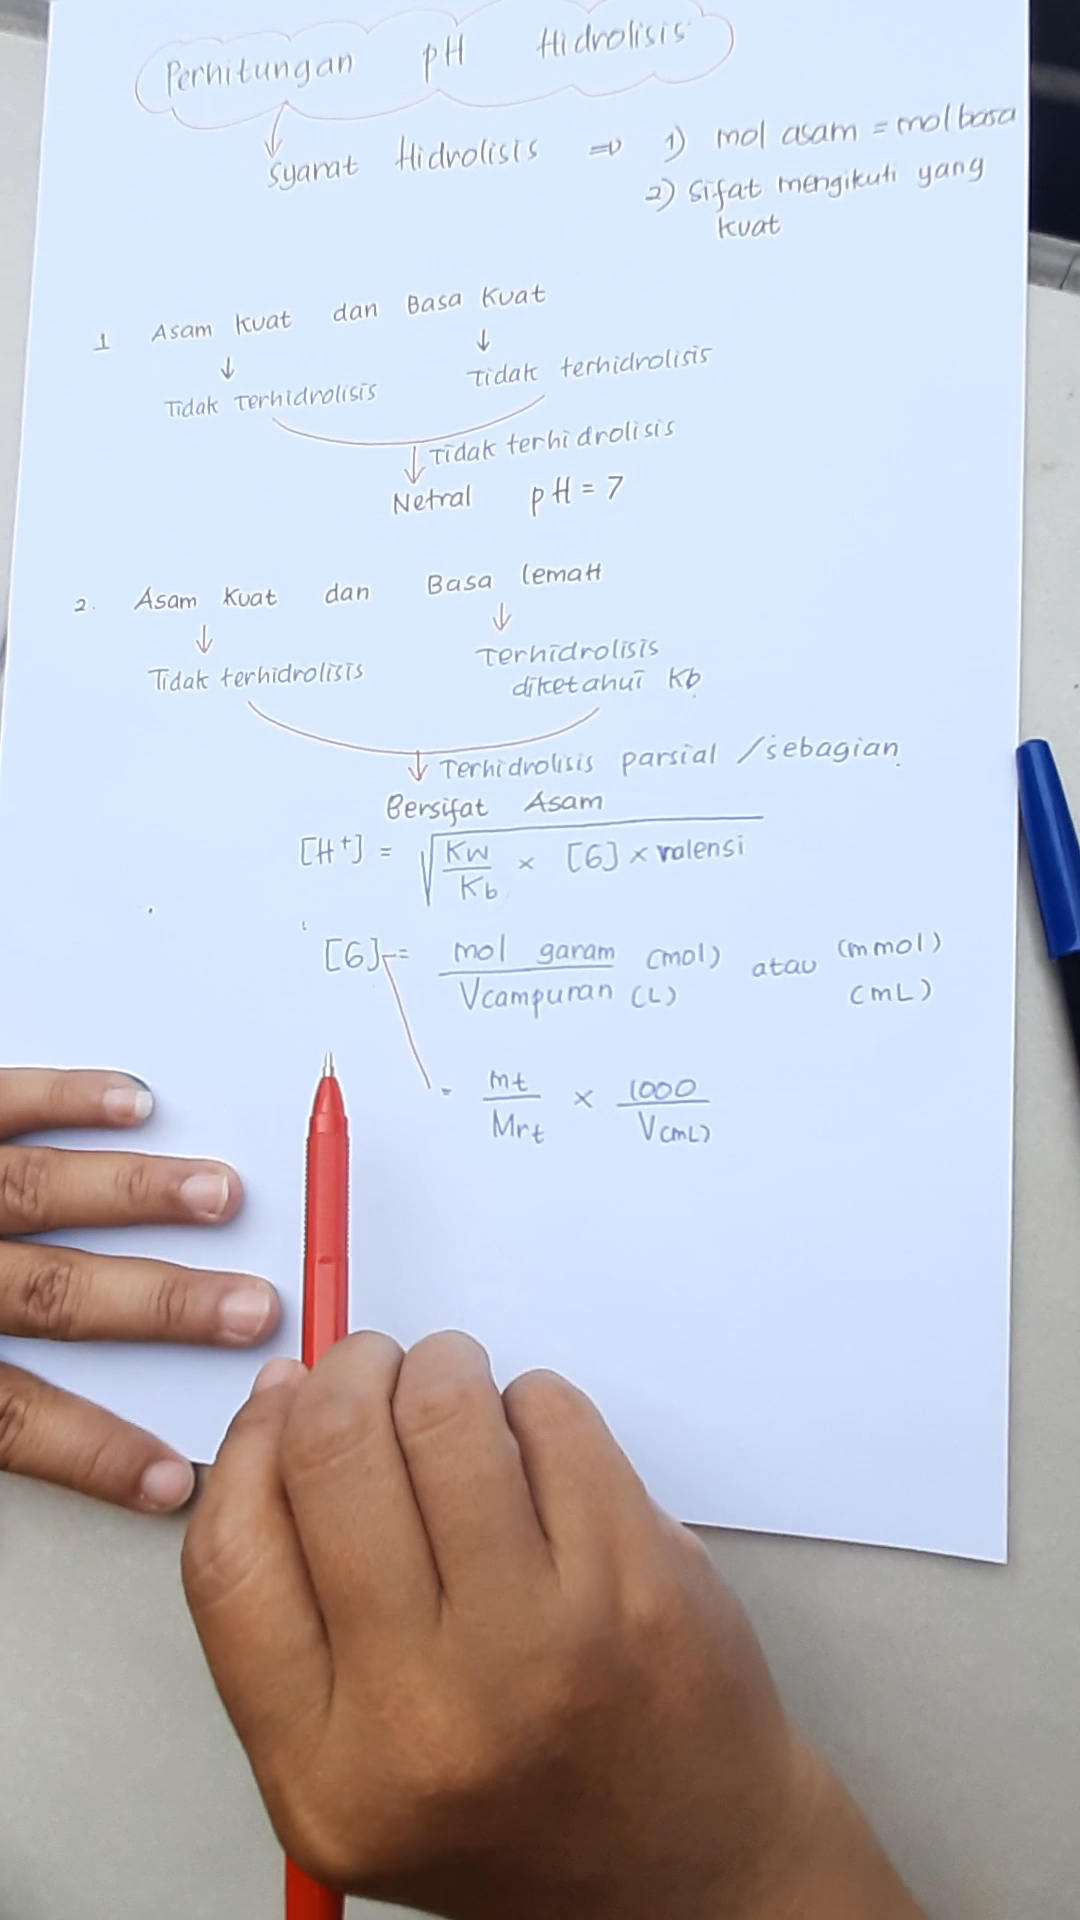 Perhitungan pH Hidrolisis
Syarat Hidrolisis => 1) mol asam = mol basa
2) Sifat mengikuti yang
kuat
1 Asam kuat dan Basa Kuat
↓ ↓
Tidak Terhidrolisis Tidak terhidrolisis
↓ Tidak terhidrolisis
Netral pH = 7
2. Asam Kuat dan Basa lemah
↓ ↓
Tidak terhidrolisis Terhidrolisis
diketahui Kb
↓ Terhidrolisis parsial / sebagian
Bersifat Asam
[H+] = √ Kw/Kb × [G] × valensi
[G] = mol garam (mol) / Vcampuran (L) atau (mmol) / (mL)
= mt/Mrt × 1000/V(mL)